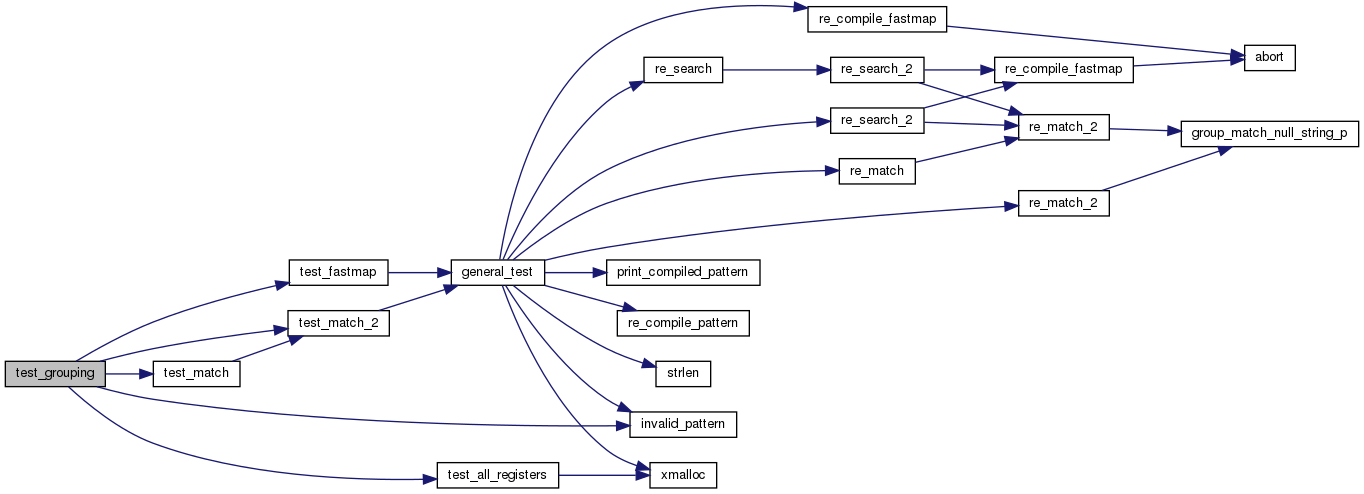 re_compile_fastmap
abort
re_search
re_search_2
re_compile_fastmap
re_search_2
re_match_2
group_match_null_string_p
re_match
re_match_2
test_fastmap
general_test
print_compiled_pattern
test_match_2
re_compile_pattern
test_grouping
test_match
strlen
invalid_pattern
test_all_registers
xmalloc